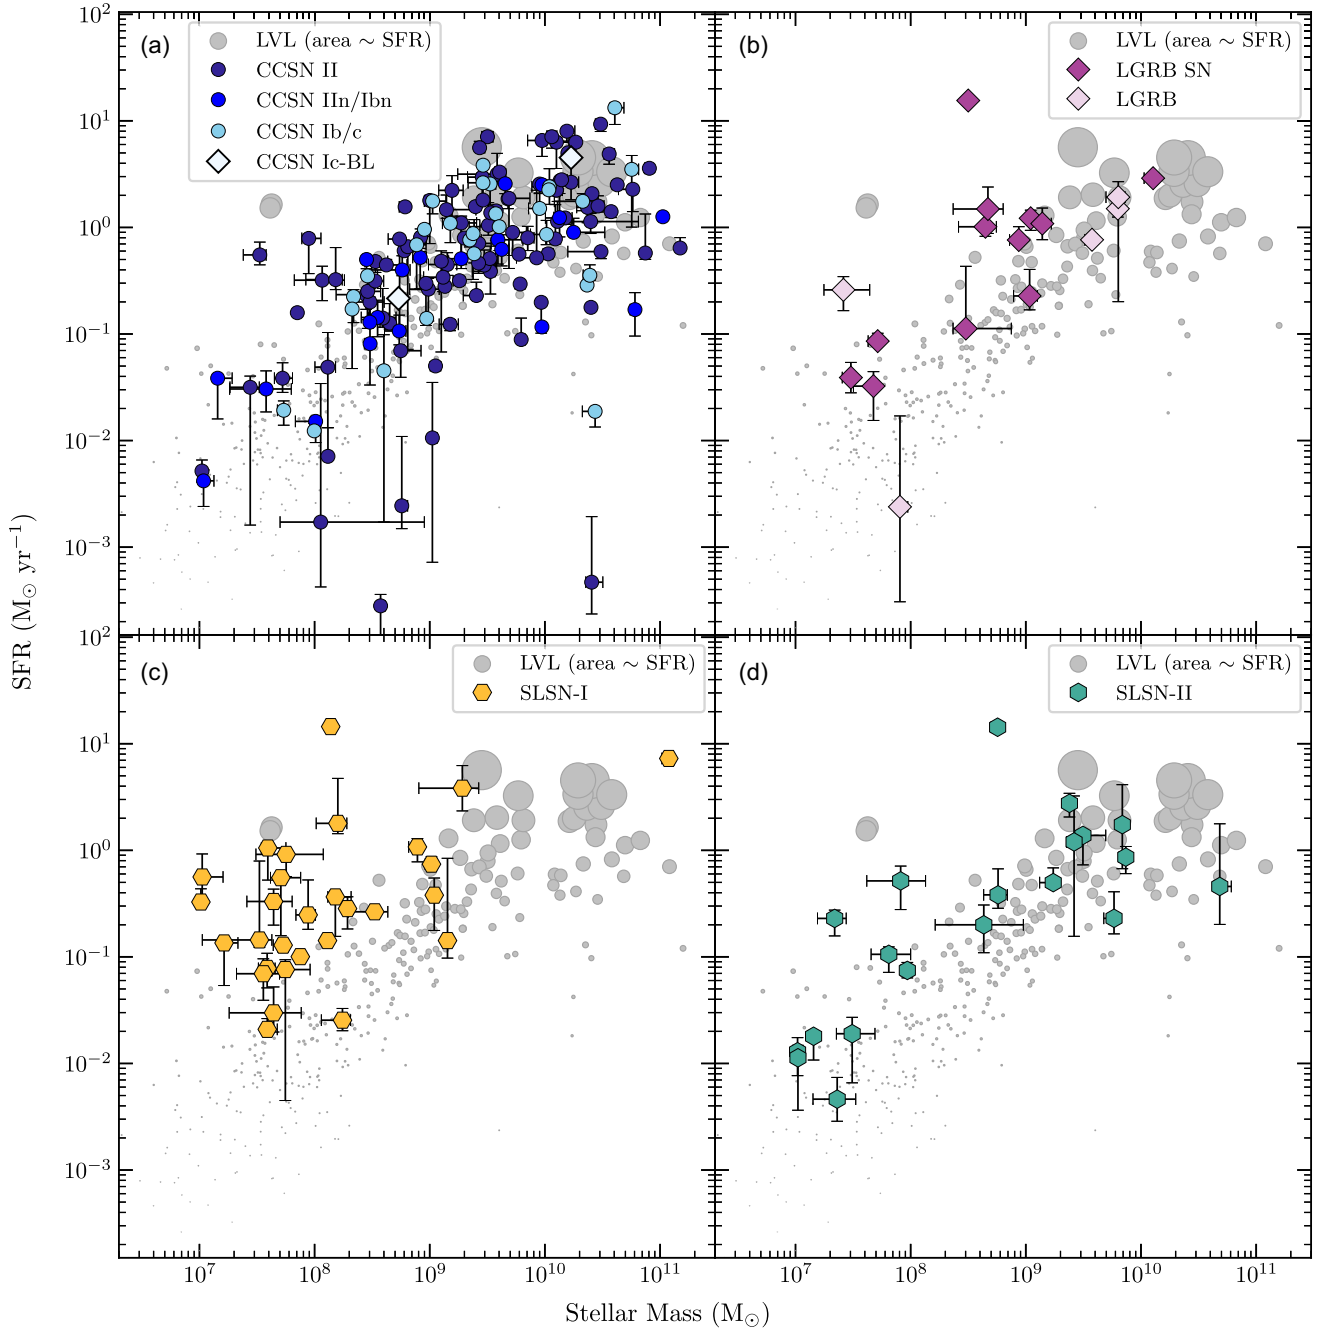 (a)
LVL (area ~ SFR)
CCSN II
CCSN IIn/Ibn
CCSN Ib/c
CCSN Ic-BL
(b)
LVL (area ~ SFR)
LGRB SN
LGRB
10²
10¹
10⁰
10⁻¹
10⁻²
10⁻³
(c)
LVL (area ~ SFR)
SLSN-I
(d)
LVL (area ~ SFR)
SLSN-II
10²
10¹
10⁰
10⁻¹
10⁻²
10⁻³
SFR (M⊙ yr⁻¹)
10⁷ 10⁸ 10⁹ 10¹⁰ 10¹¹ 10⁷ 10⁸ 10⁹ 10¹⁰ 10¹¹
Stellar Mass (M⊙)